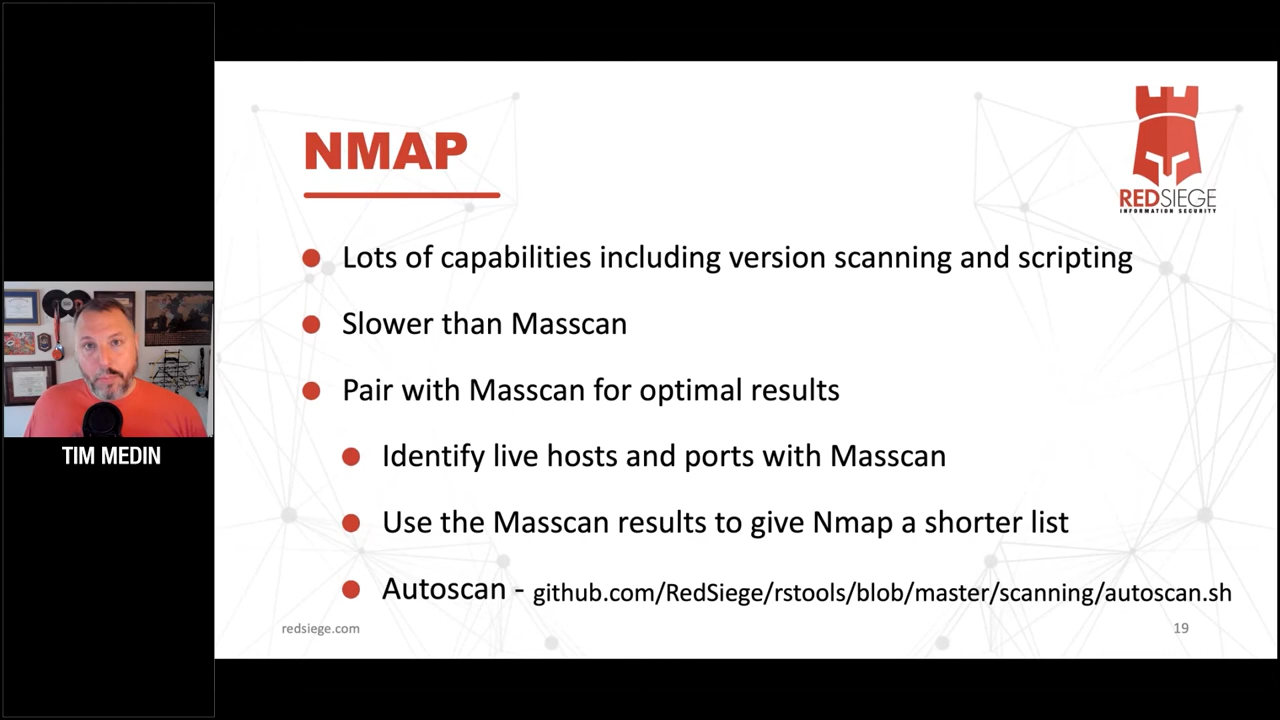 NMAP
REDSIEGE
INFORMATION SECURITY
Lots of capabilities including version scanning and scripting
Slower than Masscan
Pair with Masscan for optimal results
Identify live hosts and ports with Masscan
Use the Masscan results to give Nmap a shorter list
Autoscan - github.com/RedSiege/rstools/blob/master/scanning/autoscan.sh
redsiege.com
19
TIM MEDIN